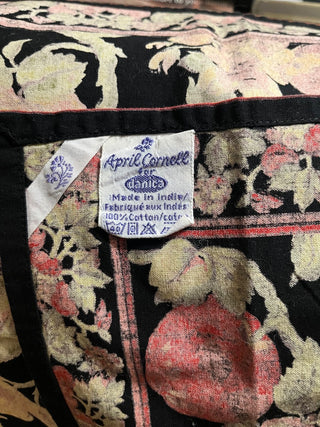 April Cornell
for
danica
Made in India/
Fabriqué aux Indes
100% Cotton/coton